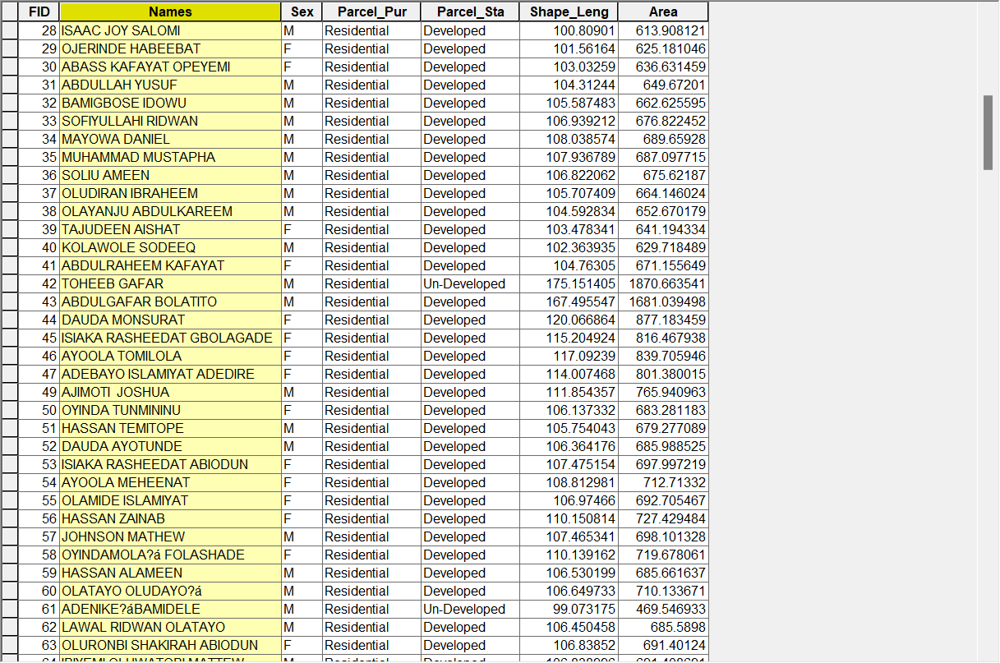 FID Names Sex Parcel_Pur Parcel_Sta Shape_Leng Area
28 ISAAC JOY SALOMI M Residential Developed 100.80901 613.908121
29 OJERINDE HABEEBAT F Residential Developed 101.56164 625.181046
30 ABASS KAFAYAT OPEYEMI F Residential Developed 103.03259 636.631459
31 ABDULLAH YUSUF M Residential Developed 104.31244 649.67201
32 BAMIGBOSE IDOWU M Residential Developed 105.587483 662.625595
33 SOFIYULLAHI RIDWAN M Residential Developed 106.939212 676.822452
34 MAYOWA DANIEL M Residential Developed 108.038574 689.65928
35 MUHAMMAD MUSTAPHA M Residential Developed 107.936789 687.097715
36 SOLIU AMEEN M Residential Developed 106.822062 675.62187
37 OLUDIRAN IBRAHEEM M Residential Developed 105.707409 664.146024
38 OLAYANJU ABDULKAREEM M Residential Developed 104.592834 652.670179
39 TAJUDEEN AISHAT F Residential Developed 103.478341 641.194334
40 KOLAWOLE SODEEQ M Residential Developed 102.363935 629.718489
41 ABDULRAHEEM KAFAYAT F Residential Developed 104.76305 671.155649
42 TOHEEB GAFAR M Residential Un-Developed 175.151405 1870.663541
43 ABDULGAFAR BOLATITO M Residential Developed 167.495547 1681.039498
44 DAUDA MONSURAT F Residential Developed 120.066864 877.183459
45 ISIAKA RASHEEDAT GBOLAGADE F Residential Developed 115.204924 816.467938
46 AYOOLA TOMILOLA F Residential Developed 117.09239 839.705946
47 ADEBAYO ISLAMIYAT ADEDIRE F Residential Developed 114.007468 801.380015
49 AJIMOTI  JOSHUA M Residential Developed 111.854357 765.940963
50 OYINDA TUNMININU F Residential Developed 106.137332 683.281183
51 HASSAN TEMITOPE M Residential Developed 105.754043 679.277089
52 DAUDA AYOTUNDE M Residential Developed 106.364176 685.988525
53 ISIAKA RASHEEDAT ABIODUN F Residential Developed 107.475154 697.997219
54 AYOOLA MEHEENAT F Residential Developed 108.812981 712.71332
55 OLAMIDE ISLAMIYAT F Residential Developed 106.97466 692.705467
56 HASSAN ZAINAB F Residential Developed 110.150814 727.429484
57 JOHNSON MATHEW M Residential Developed 107.465341 698.101328
58 OYINDAMOLA?á FOLASHADE F Residential Developed 110.139162 719.678061
59 HASSAN ALAMEEN M Residential Developed 106.530199 685.661637
60 OLATAYO OLUDAYO?á M Residential Developed 106.649733 710.133671
61 ADENIKE?áBAMIDELE M Residential Un-Developed 99.073175 469.546933
62 LAWAL RIDWAN OLATAYO M Residential Developed 106.450458 685.5898
63 OLURONBI SHAKIRAH ABIODUN F Residential Developed 106.83852 691.40124